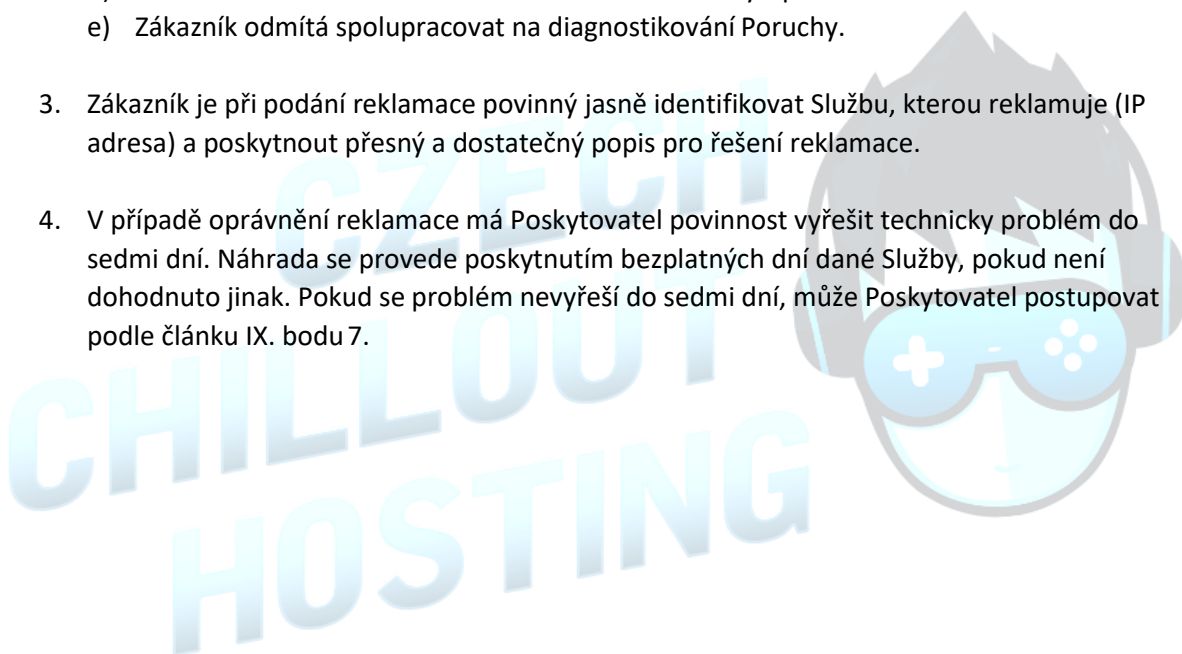 e) Zákazník odmítá spolupracovat na diagnostikování Poruchy.
3. Zákazník je při podání reklamace povinný jasně identifikovat Službu, kterou reklamuje (IP
adresa) a poskytnout přesný a dostatečný popis pro řešení reklamace.
4. V případě oprávnění reklamace má Poskytovatel povinnost vyřešit technicky problém do
sedmi dní. Náhrada se provede poskytnutím bezplatných dní dané Služby, pokud není
dohodnuto jinak. Pokud se problém nevyřeší do sedmi dní, může Poskytovatel postupovat
podle článku IX. bodu 7.
CZECH
CHILLOUT
HOSTING